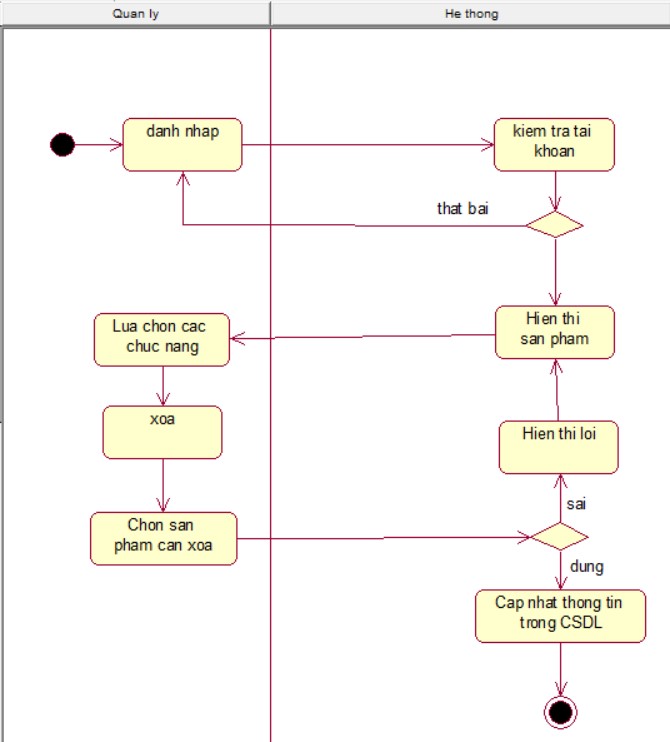 Quan ly
He thong
danh nhap
kiem tra tai
khoan
that bai
Hien thi
san pham
Lua chon cac
chuc nang
xoa
Hien thi loi
sai
Chon san
pham can xoa
dung
Cap nhat thong tin
trong CSDL